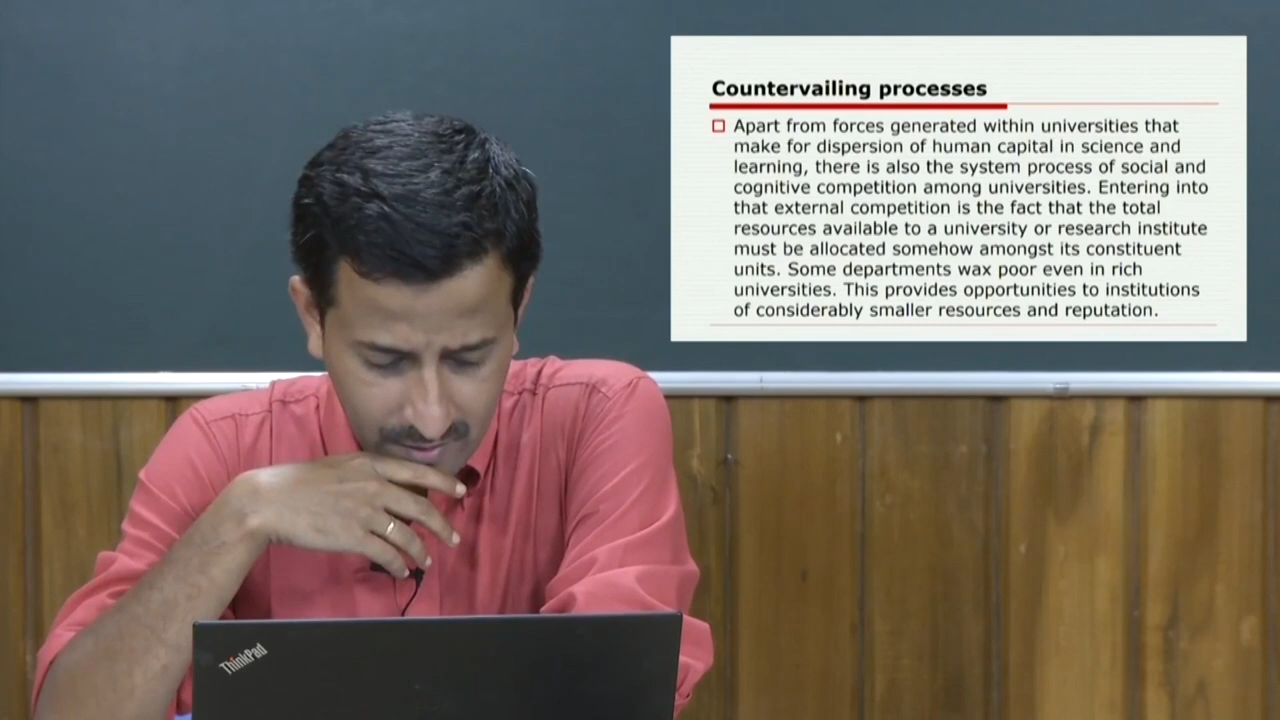 Countervailing processes
Apart from forces generated within universities that
make for dispersion of human capital in science and
learning, there is also the system process of social and
cognitive competition among universities. Entering into
that external competition is the fact that the total
resources available to a university or research institute
must be allocated somehow amongst its constituent
units. Some departments wax poor even in rich
universities. This provides opportunities to institutions
of considerably smaller resources and reputation.
ThinkPad